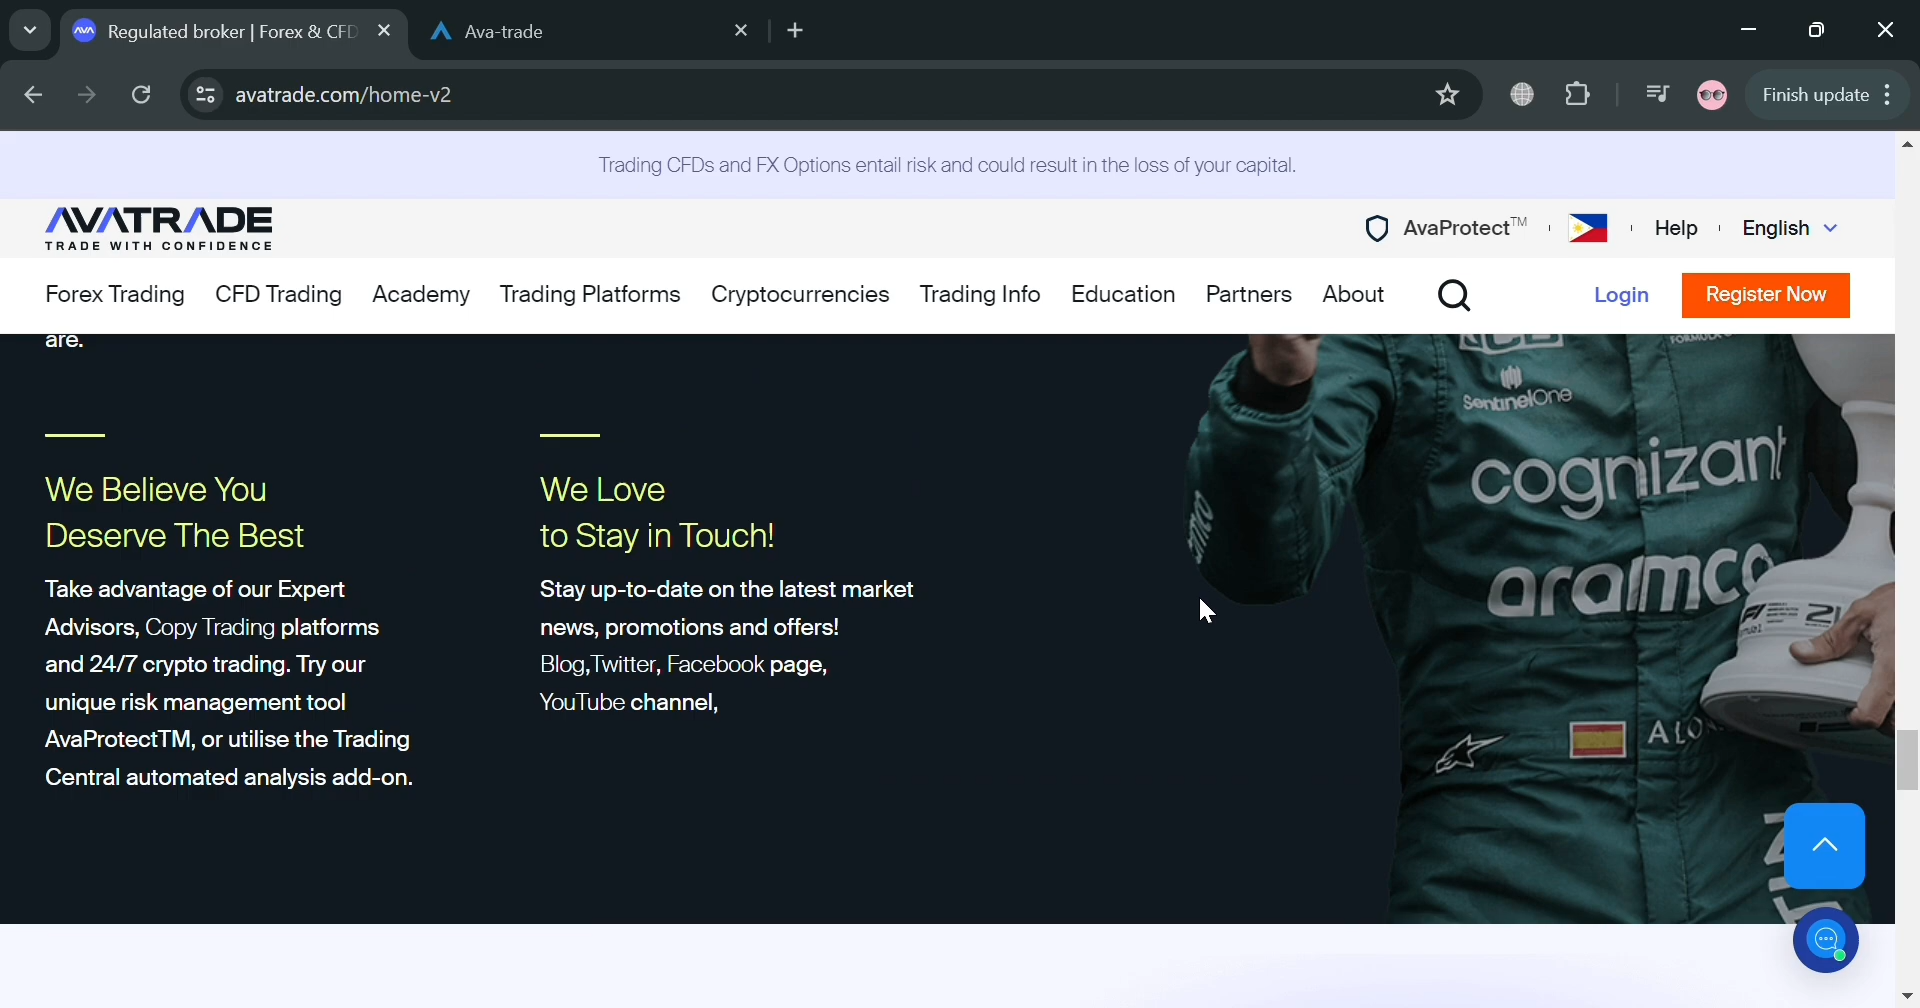 Regulated broker | Forex & CFD
Ava-trade
avatrade.com/home-v2
Finish update
Trading CFDs and FX Options entail risk and could result in the loss of your capital.
AVATRADE
TRADE WITH CONFIDENCE
AvaProtect™
Help
English
Forex Trading
CFD Trading
Academy
Trading Platforms
Cryptocurrencies
Trading Info
Education
Partners
About
Login
Register Now
are.
We Believe You
Deserve The Best
Take advantage of our Expert
Advisors, Copy Trading platforms
and 24/7 crypto trading. Try our
unique risk management tool
AvaProtectTM, or utilise the Trading
Central automated analysis add-on.
We Love
to Stay in Touch!
Stay up-to-date on the latest market
news, promotions and offers!
Blog,Twitter, Facebook page,
YouTube channel,
SentinelOne
cognizant
aramco